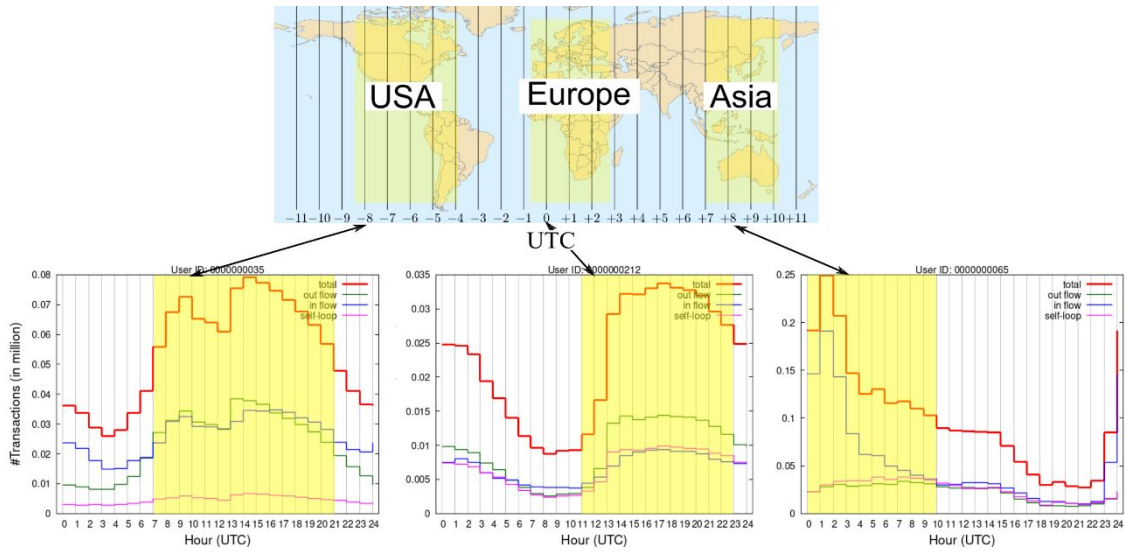 USA
Europe
Asia
−11 −10 −9 −8 −7 −6 −5 −4 −3 −2 −1 0 +1 +2 +3 +4 +5 +6 +7 +8 +9 +10 +11
UTC
User ID: 0000000035
total
out flow
in flow
self-loop
0.08
0.07
0.06
0.05
0.04
0.03
0.02
0.01
0
#Transactions (in million)
0 1 2 3 4 5 6 7 8 9 10 11 12 13 14 15 16 17 18 19 20 21 22 23 24
Hour (UTC)
User ID: 0000000212
total
out flow
in flow
self-loop
0.035
0.03
0.025
0.02
0.015
0.01
0.005
0
0 1 2 3 4 5 6 7 8 9 10 11 12 13 14 15 16 17 18 19 20 21 22 23 24
Hour (UTC)
User ID: 0000000065
total
out flow
in flow
self-loop
0.25
0.2
0.15
0.1
0.05
0
0 1 2 3 4 5 6 7 8 9 10 11 12 13 14 15 16 17 18 19 20 21 22 23 24
Hour (UTC)